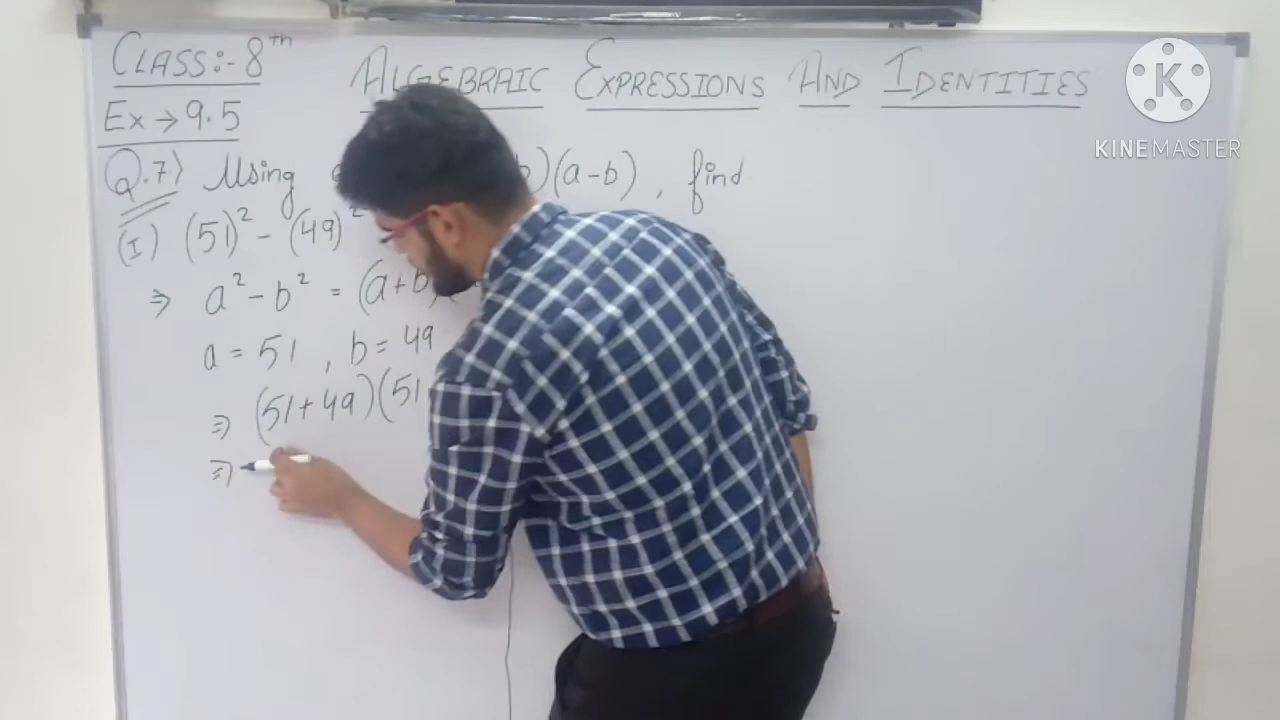 CLASS:- 8th
ALGEBRAIC EXPRESSIONS AND IDENTITIES
Ex → 9.5
Q.7) Using )(a-b), find
(I) (51)² - (49)²
⇒ a² - b² = (a+b
a = 51, b = 49
⇒ (51+49)(51
⇒
K
KINEMASTER